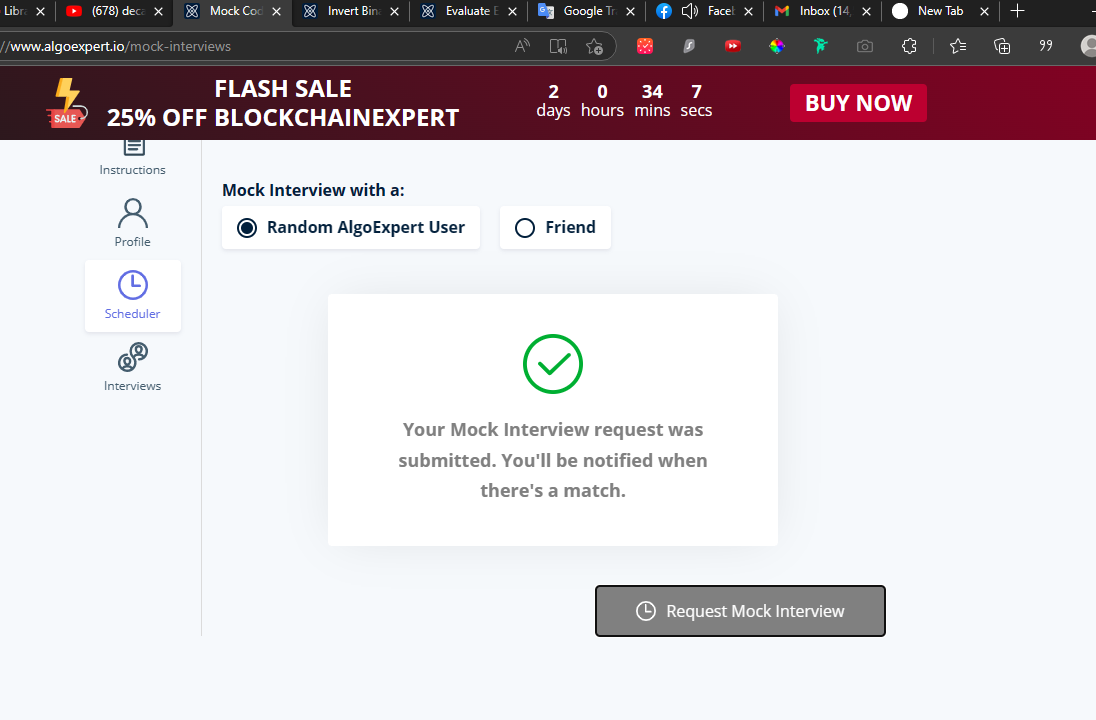 Libra
(678) deca
Mock Cod
Invert Bin
Evaluate E
Google Tr
Faceb
Inbox (14,
New Tab
//www.algoexpert.io/mock-interviews
99
SALE
FLASH SALE
25% OFF BLOCKCHAINEXPERT
2 0 34 7
days hours mins secs
BUY NOW
Instructions
Profile
Scheduler
Interviews
Mock Interview with a:
Random AlgoExpert User
Friend
Your Mock Interview request was
submitted. You'll be notified when
there's a match.
Request Mock Interview